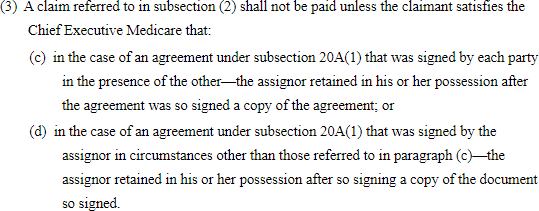 (3) A claim referred to in subsection (2) shall not be paid unless the claimant satisfies the
Chief Executive Medicare that:
(c) in the case of an agreement under subsection 20A(1) that was signed by each party
in the presence of the other—the assignor retained in his or her possession after
the agreement was so signed a copy of the agreement; or
(d) in the case of an agreement under subsection 20A(1) that was signed by the
assignor in circumstances other than those referred to in paragraph (c)—the
assignor retained in his or her possession after so signing a copy of the document
so signed.